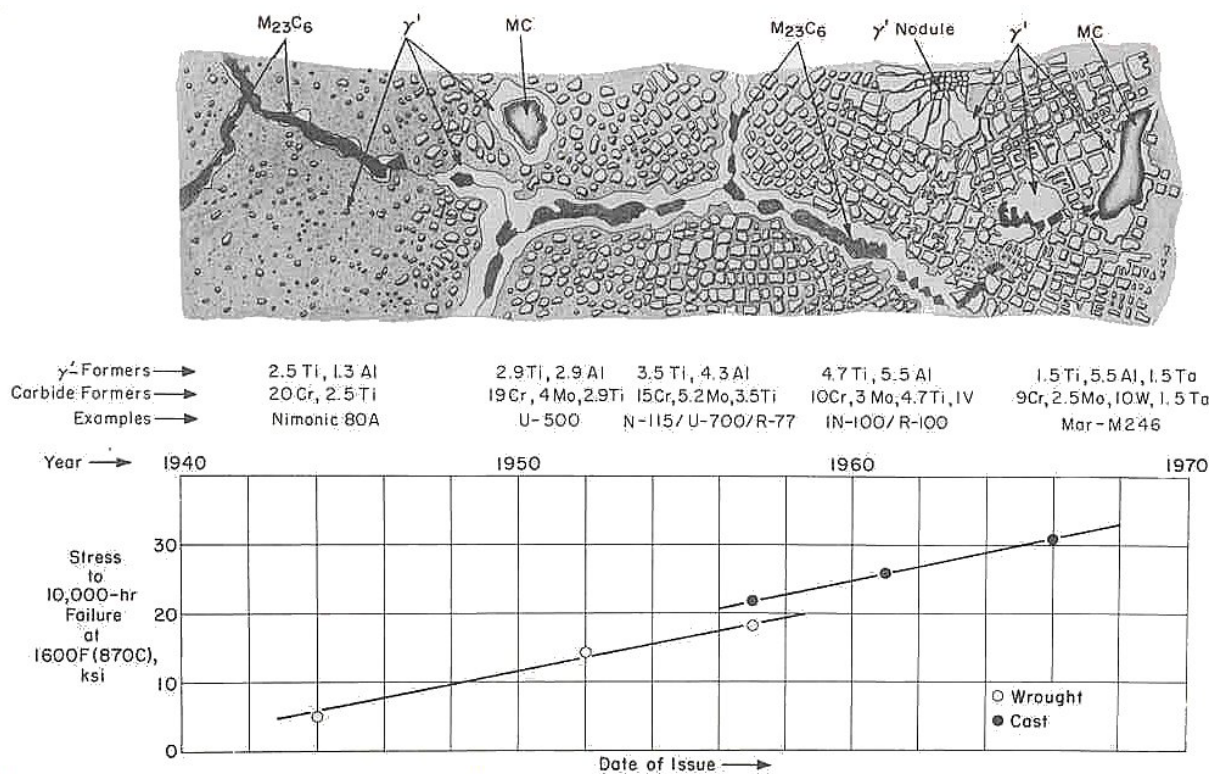 M23C6 γ' MC M23C6 γ' Nodule γ' MC
γ'-Formers → 2.5 Ti, 1.3 Al 2.9 Ti, 2.9 Al 3.5 Ti, 4.3 Al 4.7 Ti, 5.5 Al 1.5 Ti, 5.5 Al, 1.5 Ta
Carbide Formers → 20 Cr, 2.5 Ti 19 Cr, 4 Mo, 2.9 Ti 15 Cr, 5.2 Mo, 3.5 Ti 10 Cr, 3 Mo, 4.7 Ti, 1V 9 Cr, 2.5 Mo, 10 W, 1.5 Ta
Examples → Nimonic 80A U-500 N-115/U-700/R-77 IN-100/R-100 Mar-M246
Year → 1940 1950 1960 1970
30
Stress
to
10,000-hr
20
Failure
at
1600F (870C),
ksi
10
0
○ Wrought
● Cast
Date of Issue →